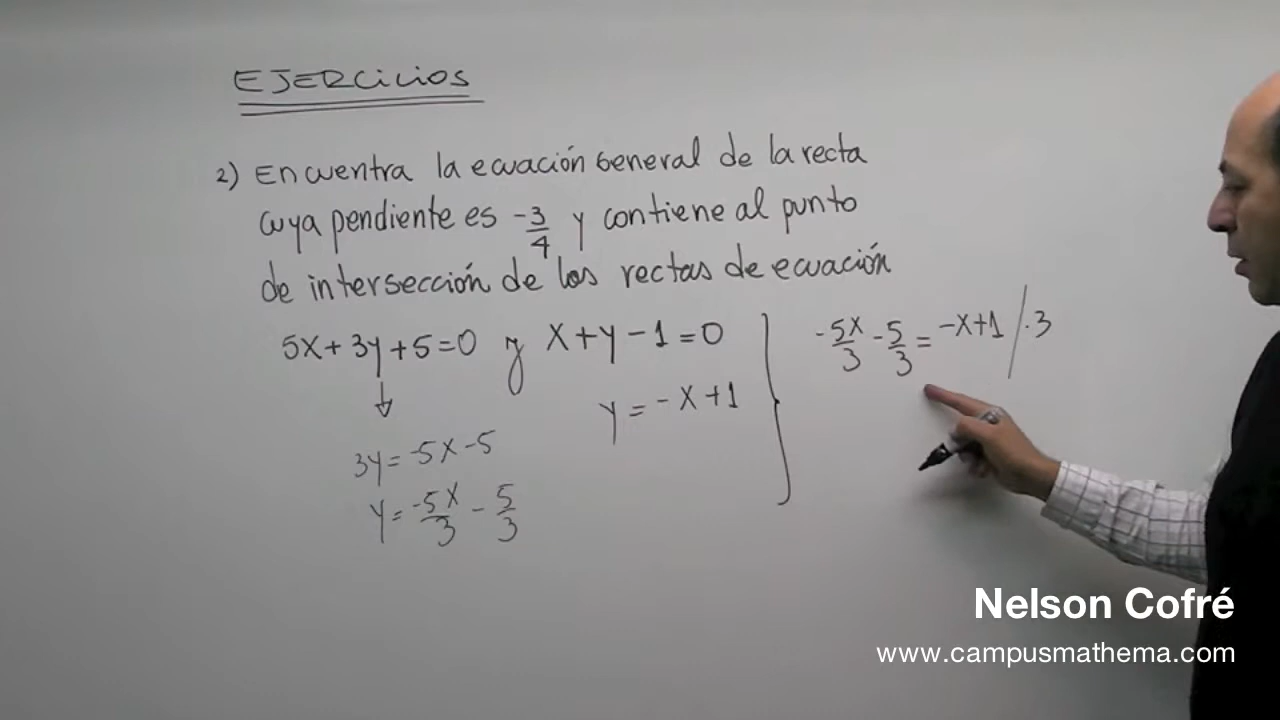 EJERCICIOS
2) Encuentra la ecuación General de la recta
cuya pendiente es -3/4 y contiene al punto
de intersección de las rectas de ecuación
5x+3y+5=0 y x+y-1=0
y=-x+1
3y=-5x-5
y=-5x/3 - 5/3
-5x/3 - 5/3 = -x+1 / ·3
Nelson Cofré
www.campusmathema.com